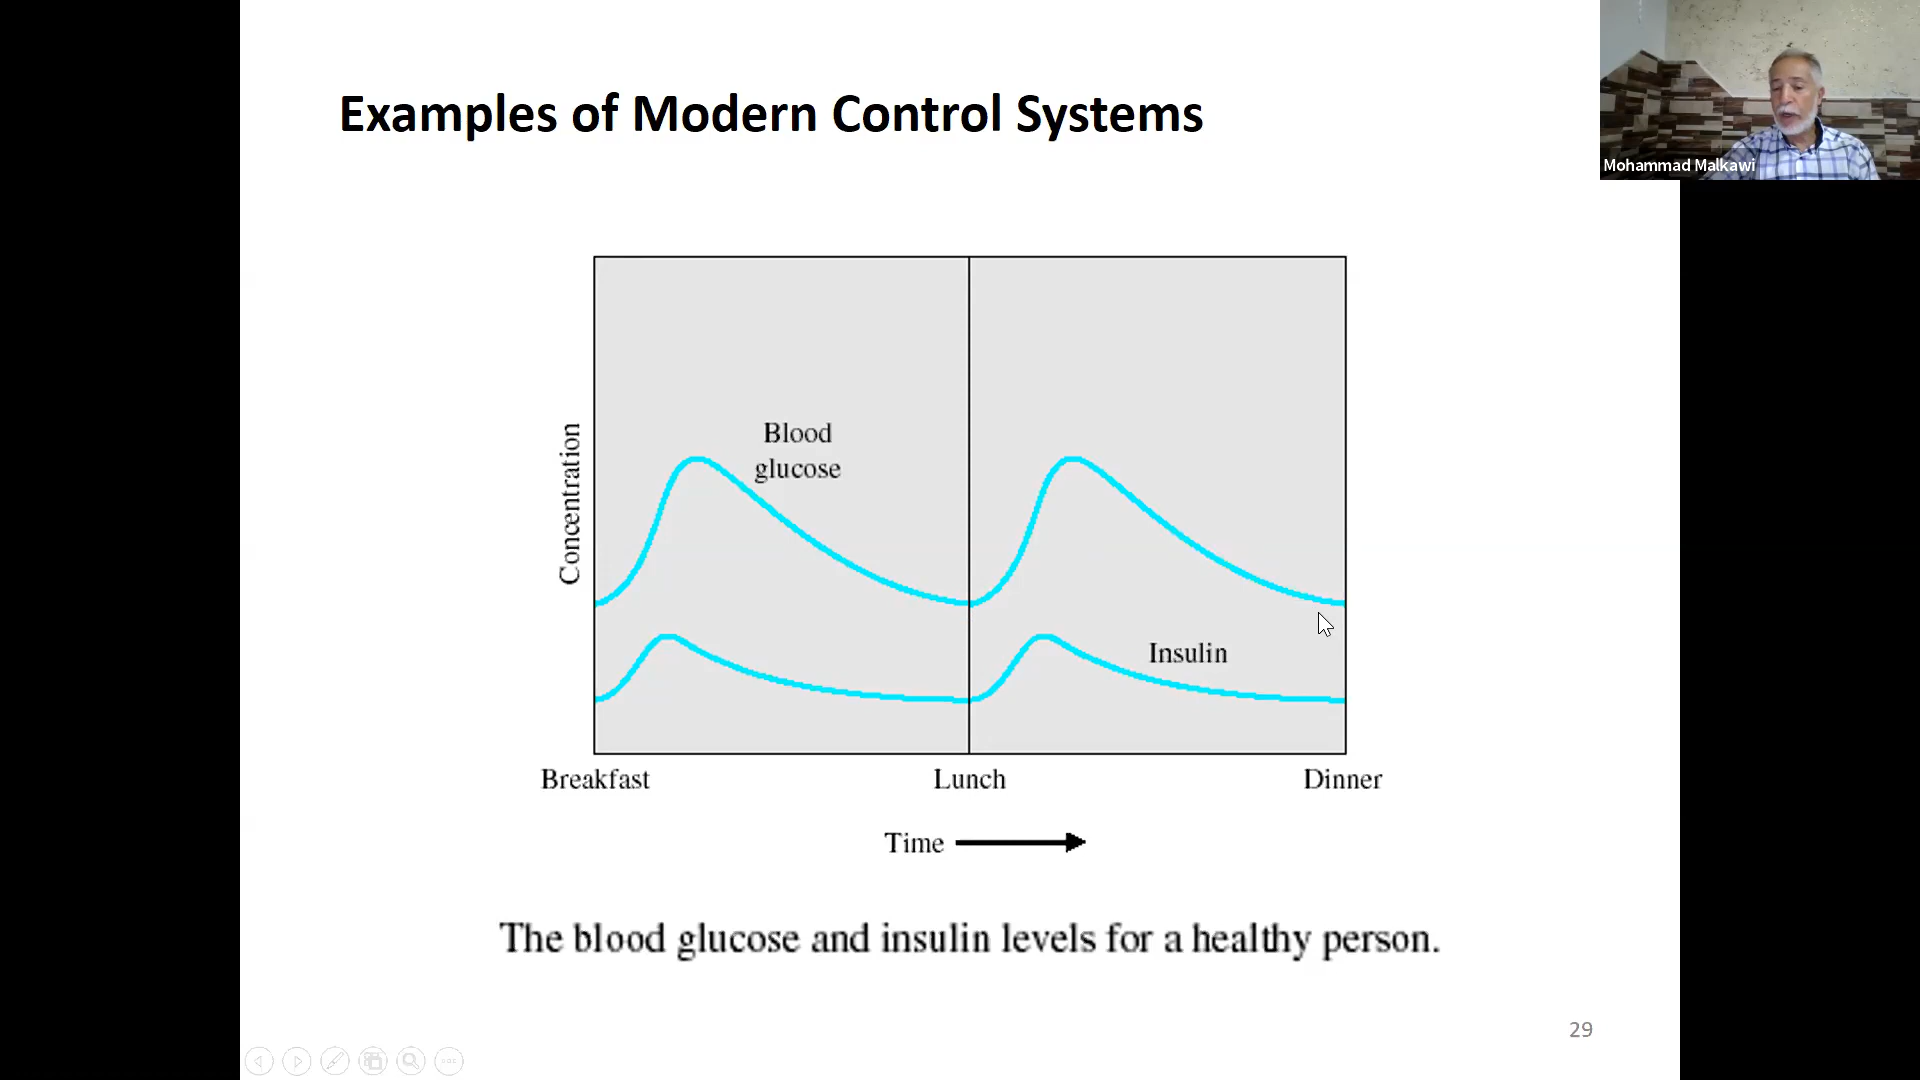 Examples of Modern Control Systems
Mohammad Malkawi
Blood
glucose
Concentration
Insulin
Breakfast Lunch Dinner
Time
The blood glucose and insulin levels for a healthy person.
29